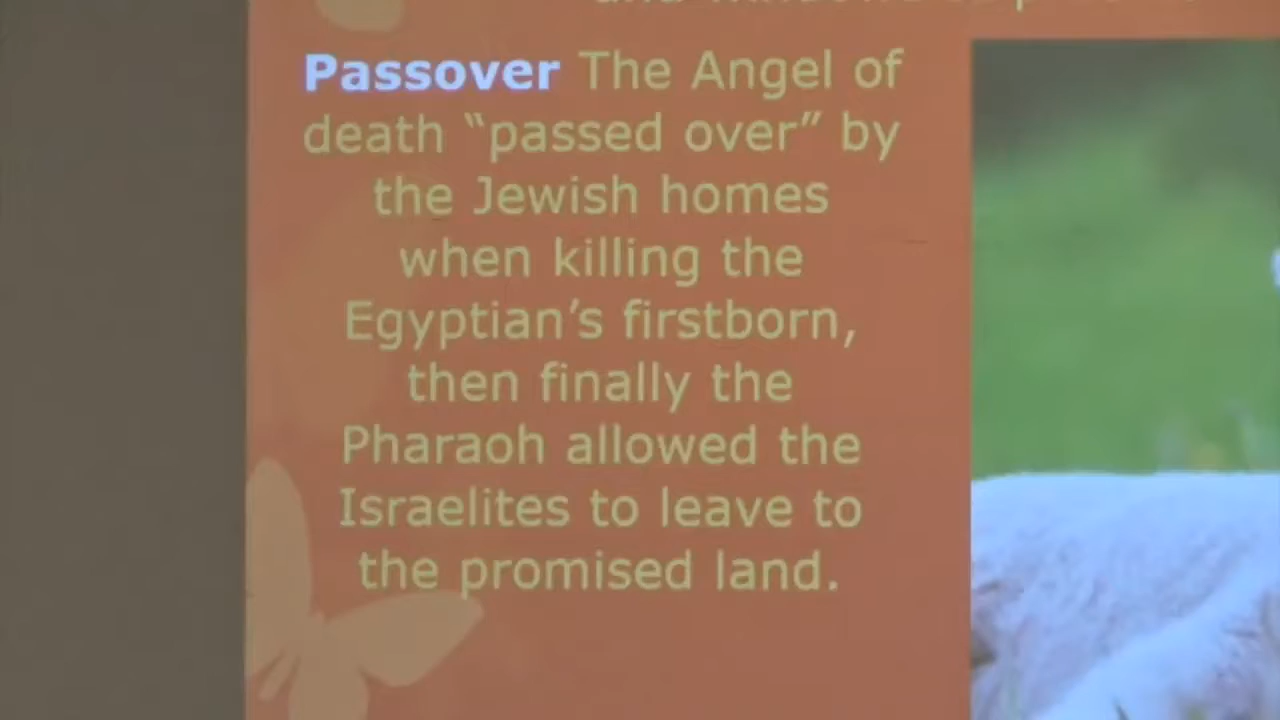 Passover The Angel of
death “passed over” by
the Jewish homes
when killing the
Egyptian’s firstborn,
then finally the
Pharaoh allowed the
Israelites to leave to
the promised land.